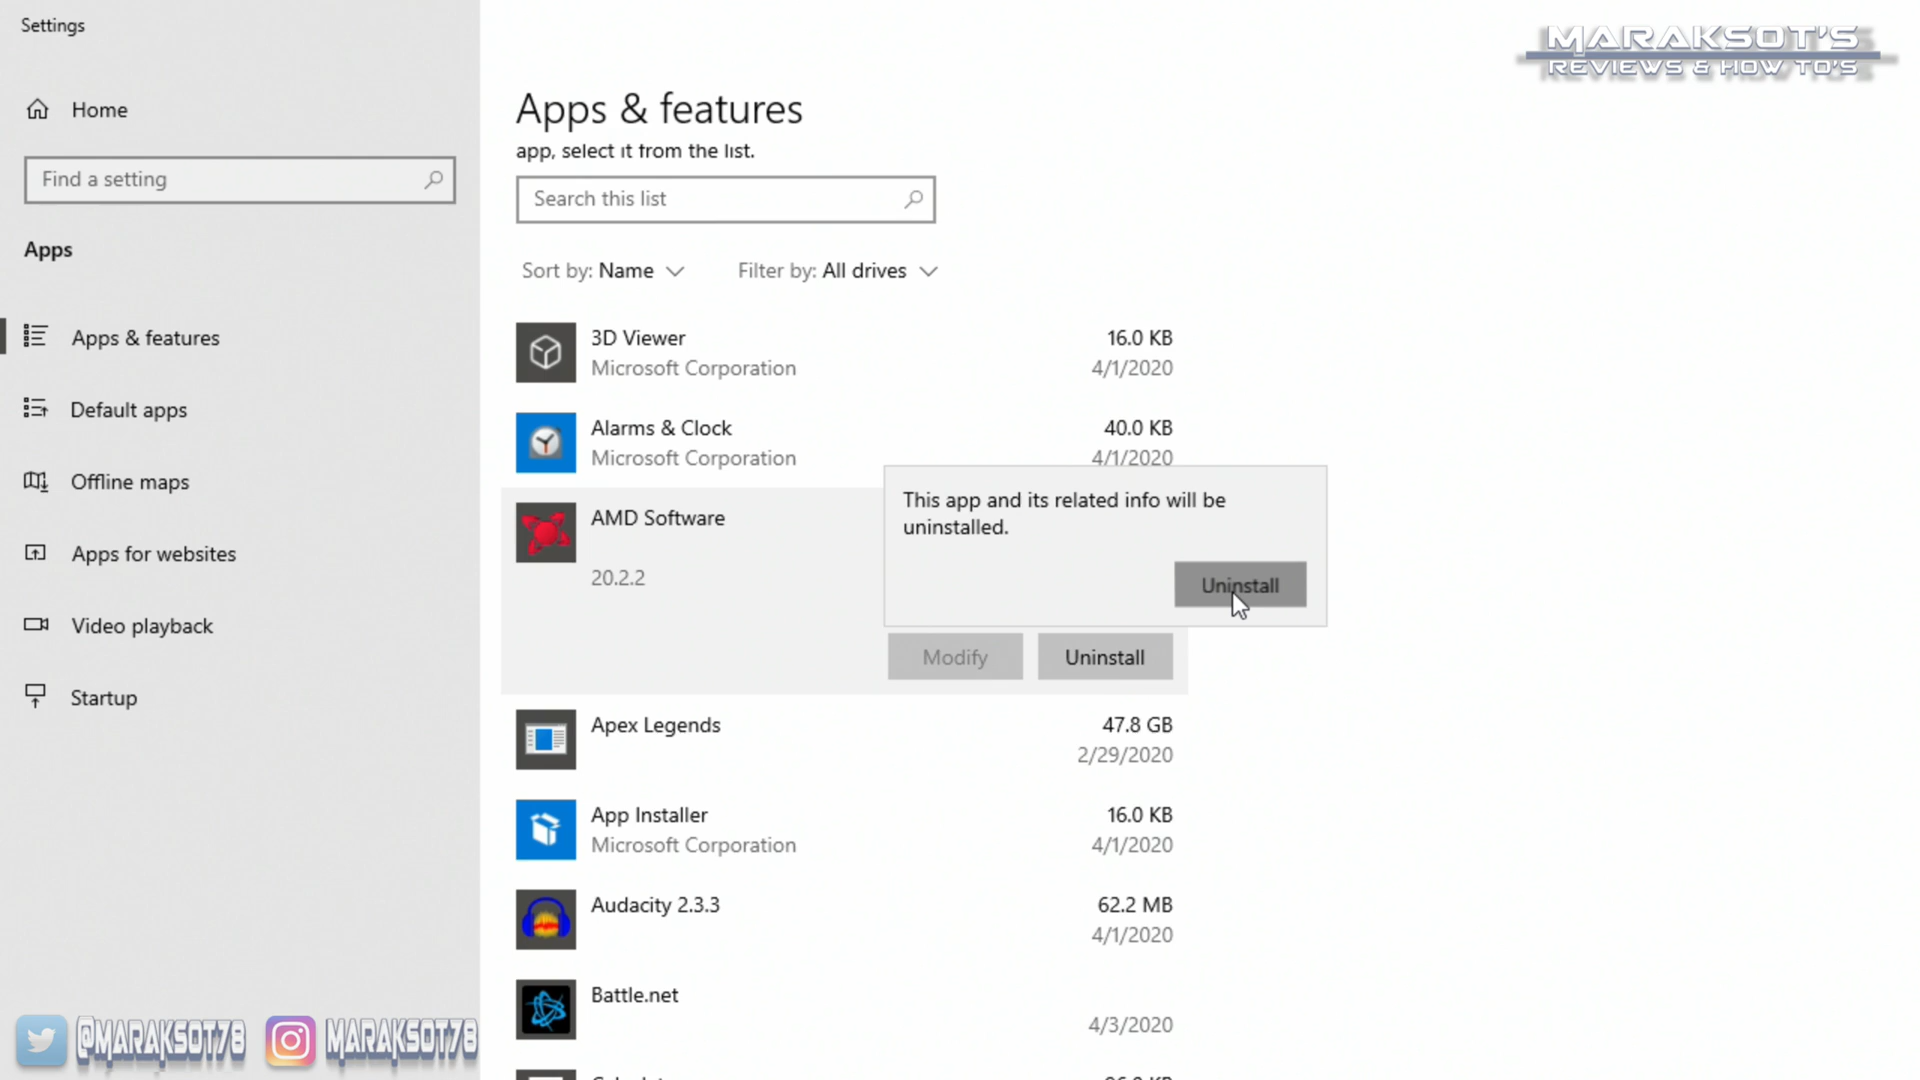 Settings
MARAKSOT'S
REVIEWS & HOW TO'S
Home
Find a setting
Apps
Apps & features
Default apps
Offline maps
Apps for websites
Video playback
Startup
Apps & features
app, select it from the list.
Search this list
Sort by: Name
Filter by: All drives
3D Viewer
16.0 KB
Microsoft Corporation
4/1/2020
Alarms & Clock
40.0 KB
Microsoft Corporation
4/1/2020
AMD Software
20.2.2
This app and its related info will be
uninstalled.
Uninstall
Modify
Uninstall
Apex Legends
47.8 GB
2/29/2020
App Installer
16.0 KB
Microsoft Corporation
4/1/2020
Audacity 2.3.3
62.2 MB
4/1/2020
Battle.net
4/3/2020
@MARAKSOT78
MARAKSOT78